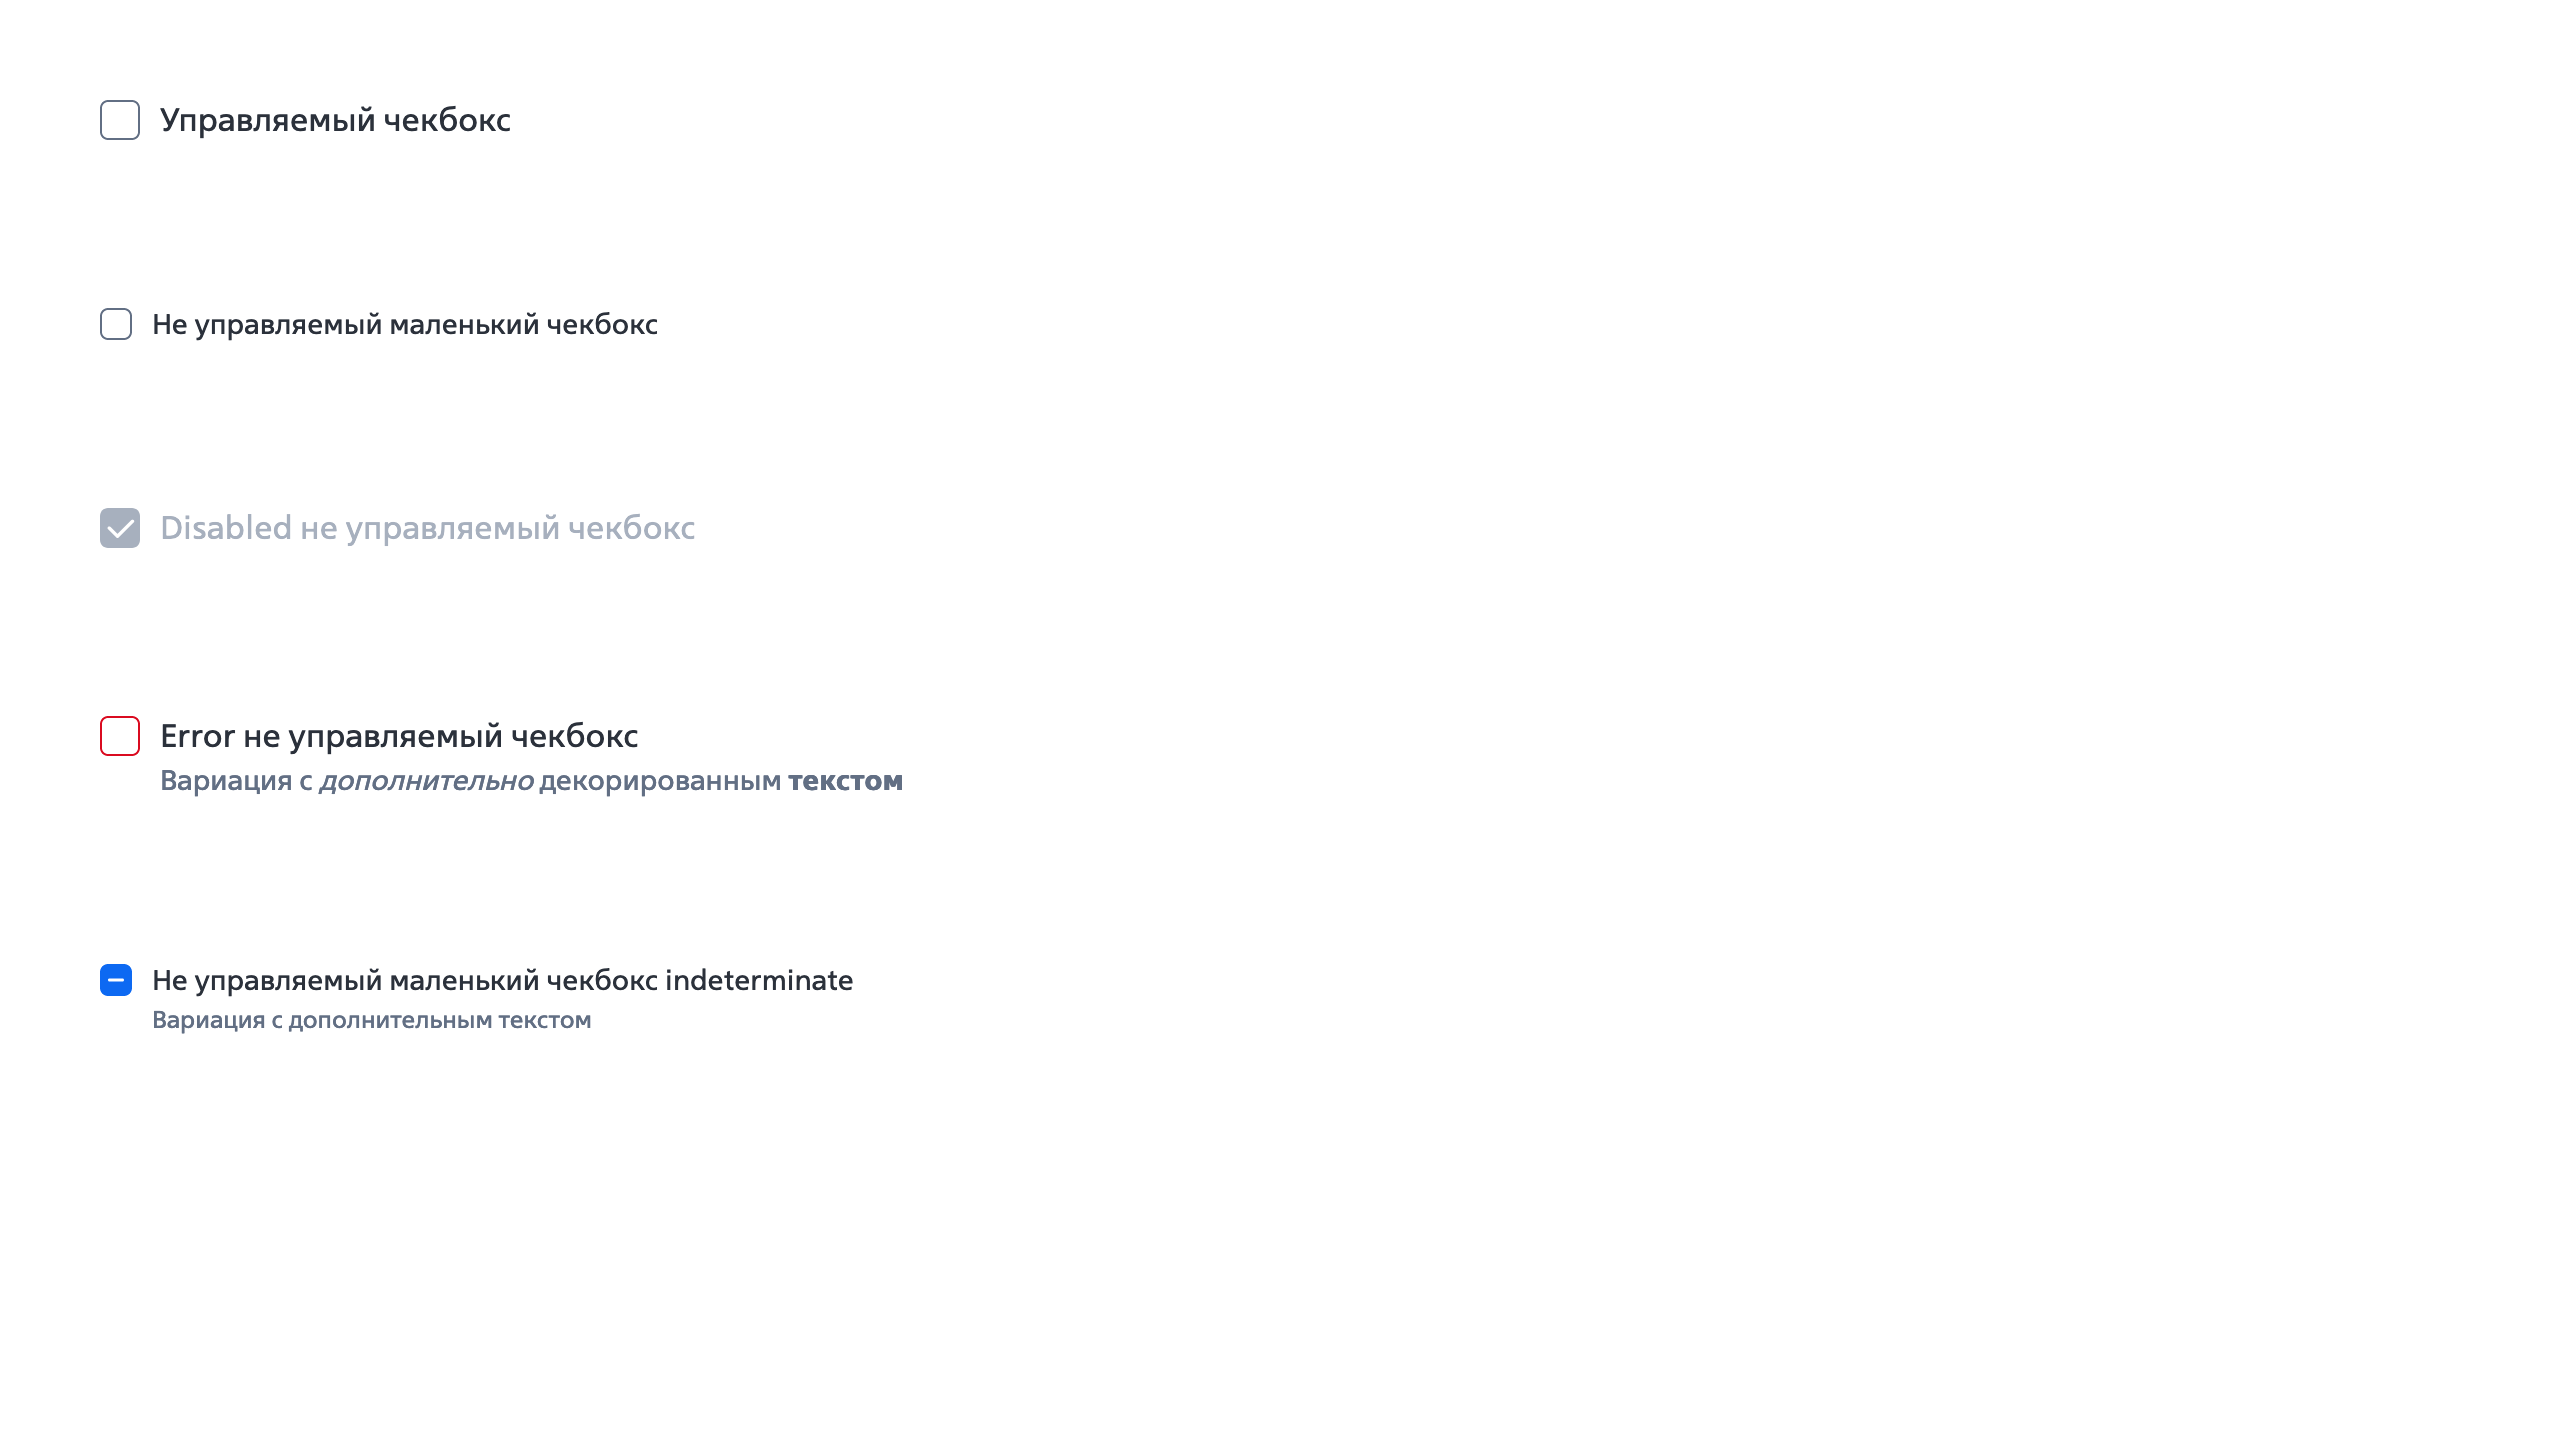 Управляемый чекбокс
Не управляемый маленький чекбокс
Disabled не управляемый чекбокс
Error не управляемый чекбокс
Вариация с дополнительно декорированным текстом
Не управляемый маленький чекбокс indeterminate
Вариация с дополнительным текстом